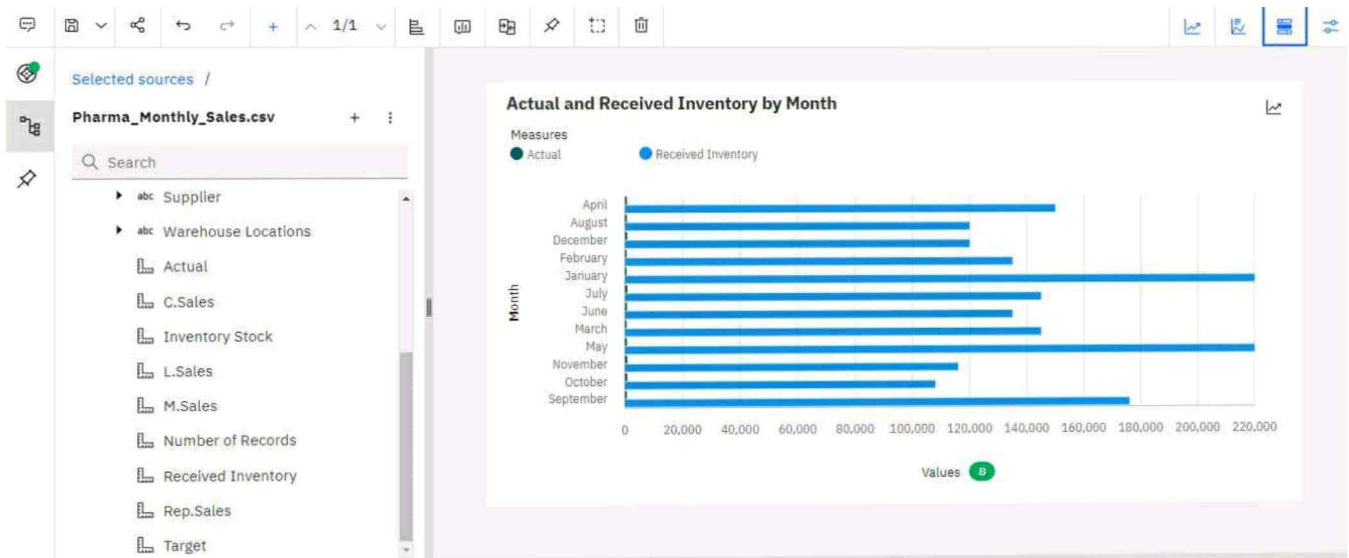 1/1
Selected sources /
Pharma_Monthly_Sales.csv
Search
abc Supplier
abc Warehouse Locations
Actual
C.Sales
Inventory Stock
L.Sales
M.Sales
Number of Records
Received Inventory
Rep.Sales
Target
Actual and Received Inventory by Month
Measures
Actual Received Inventory
Month
April
August
December
February
January
July
June
March
May
November
October
September
0 20,000 40,000 60,000 80,000 100,000 120,000 140,000 160,000 180,000 200,000 220,000
Values 8